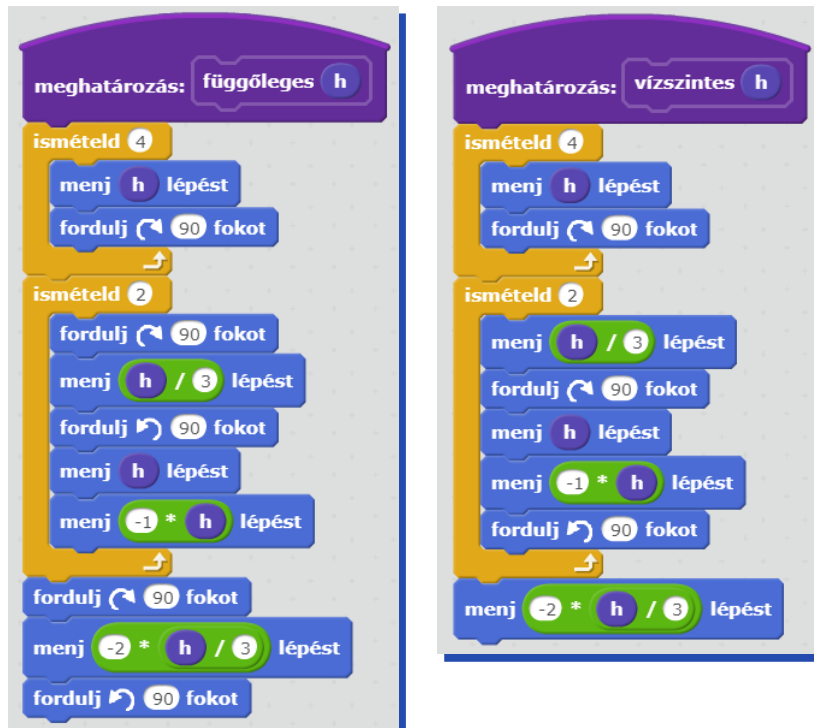 meghatározás: függőleges h
ismételd 4
menj h lépést
fordulj 90 fokot
ismételd 2
fordulj 90 fokot
menj h / 3 lépést
fordulj 90 fokot
menj h lépést
menj -1 * h lépést
fordulj 90 fokot
menj -2 * h / 3 lépést
fordulj 90 fokot
meghatározás: vízszintes h
ismételd 4
menj h lépést
fordulj 90 fokot
ismételd 2
menj h / 3 lépést
fordulj 90 fokot
menj h lépést
menj -1 * h lépést
fordulj 90 fokot
menj -2 * h / 3 lépést